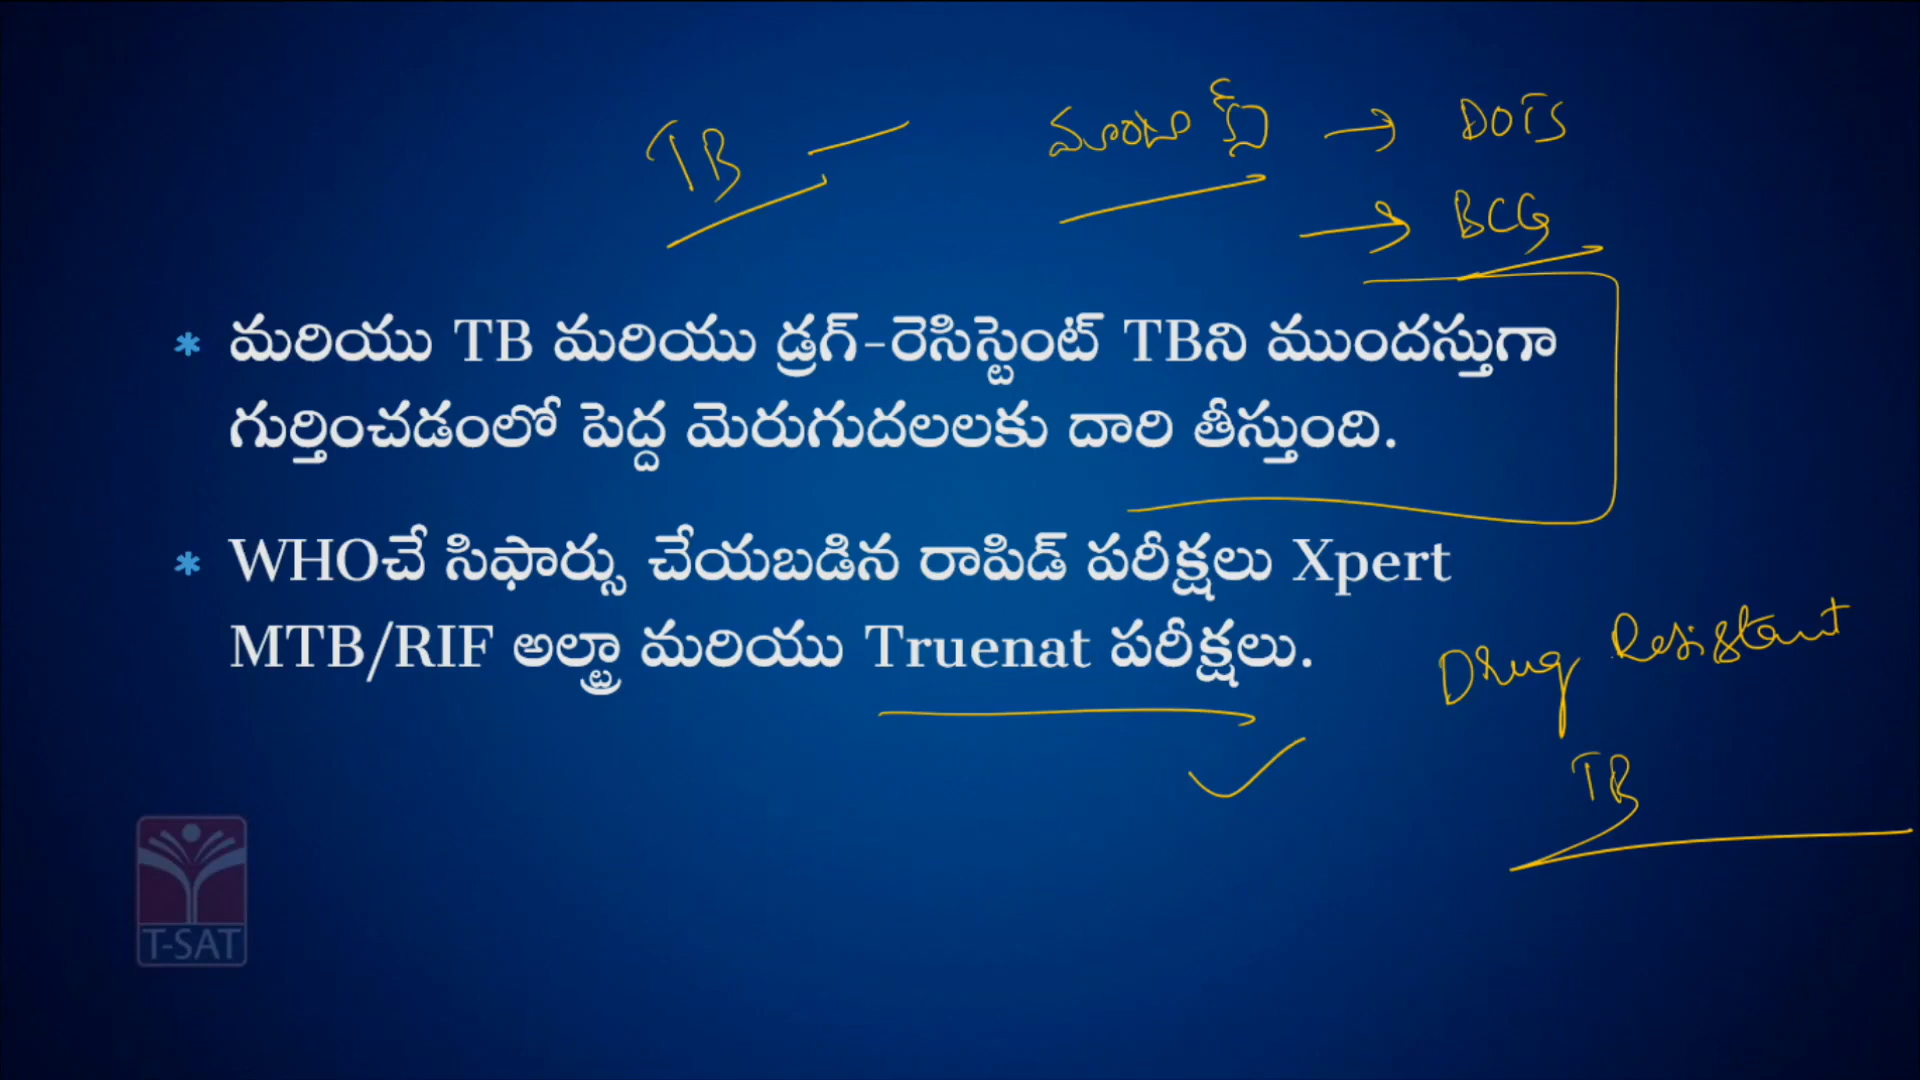 TB — మాంటూక్స్ → DOTS
→ BCG
* మరియు TB మరియు డ్రగ్-రెసిస్టెంట్ TBని ముందస్తుగా
గుర్తించడంలో పెద్ద మెరుగుదలలకు దారి తీస్తుంది.
* WHOచే సిఫార్సు చేయబడిన రాపిడ్ పరీక్షలు Xpert
MTB/RIF అల్ట్రా మరియు Truenat పరీక్షలు.
Drug Resistant
TB
T-SAT